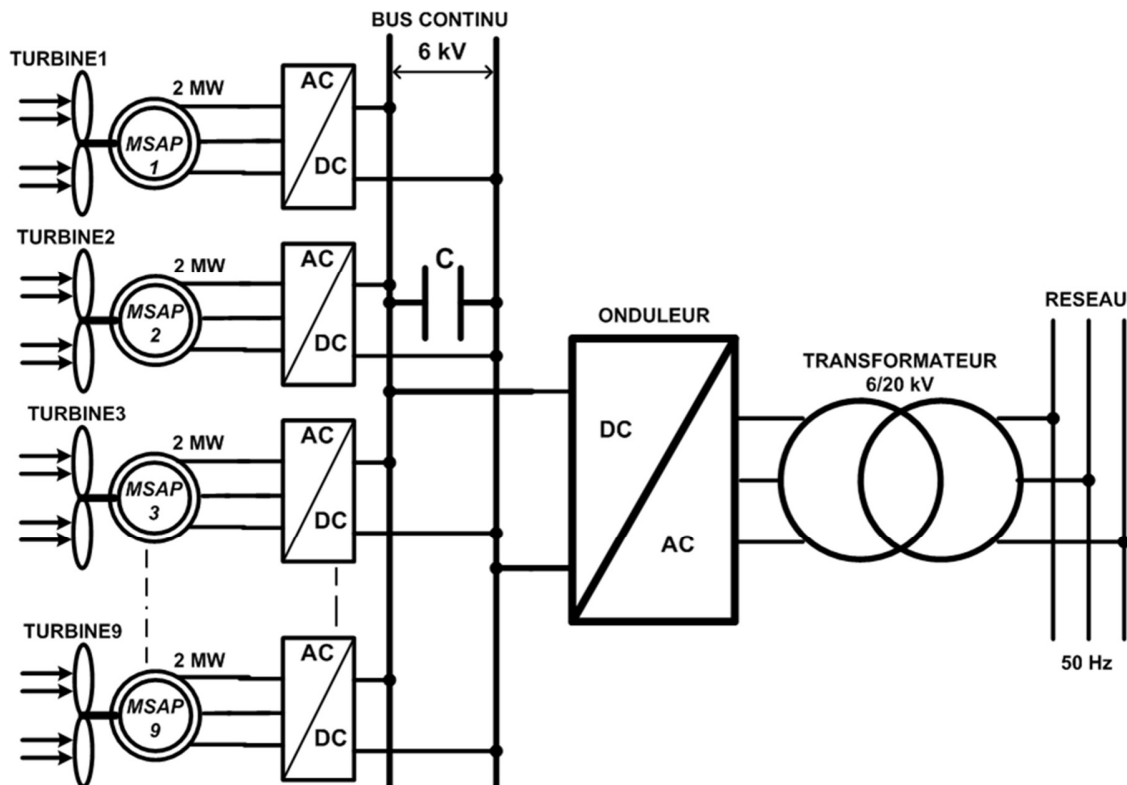 BUS CONTINU
6 kV
TURBINE1
2 MW
MSAP
1
AC
DC
TURBINE2
2 MW
MSAP
2
AC
DC
C
ONDULEUR
DC
AC
TRANSFORMATEUR
6/20 kV
RESEAU
50 Hz
TURBINE3
2 MW
MSAP
3
AC
DC
TURBINE9
2 MW
MSAP
9
AC
DC